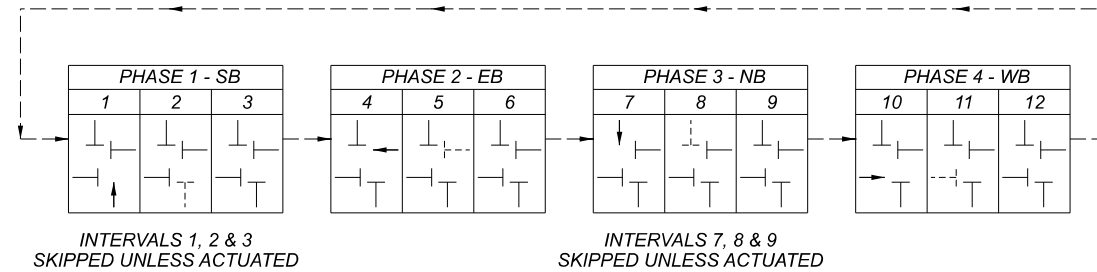 PHASE 1 - SB
PHASE 2 - EB
PHASE 3 - NB
PHASE 4 - WB
1 2 3
4 5 6
7 8 9
10 11 12
INTERVALS 1, 2 & 3
SKIPPED UNLESS ACTUATED
INTERVALS 7, 8 & 9
SKIPPED UNLESS ACTUATED